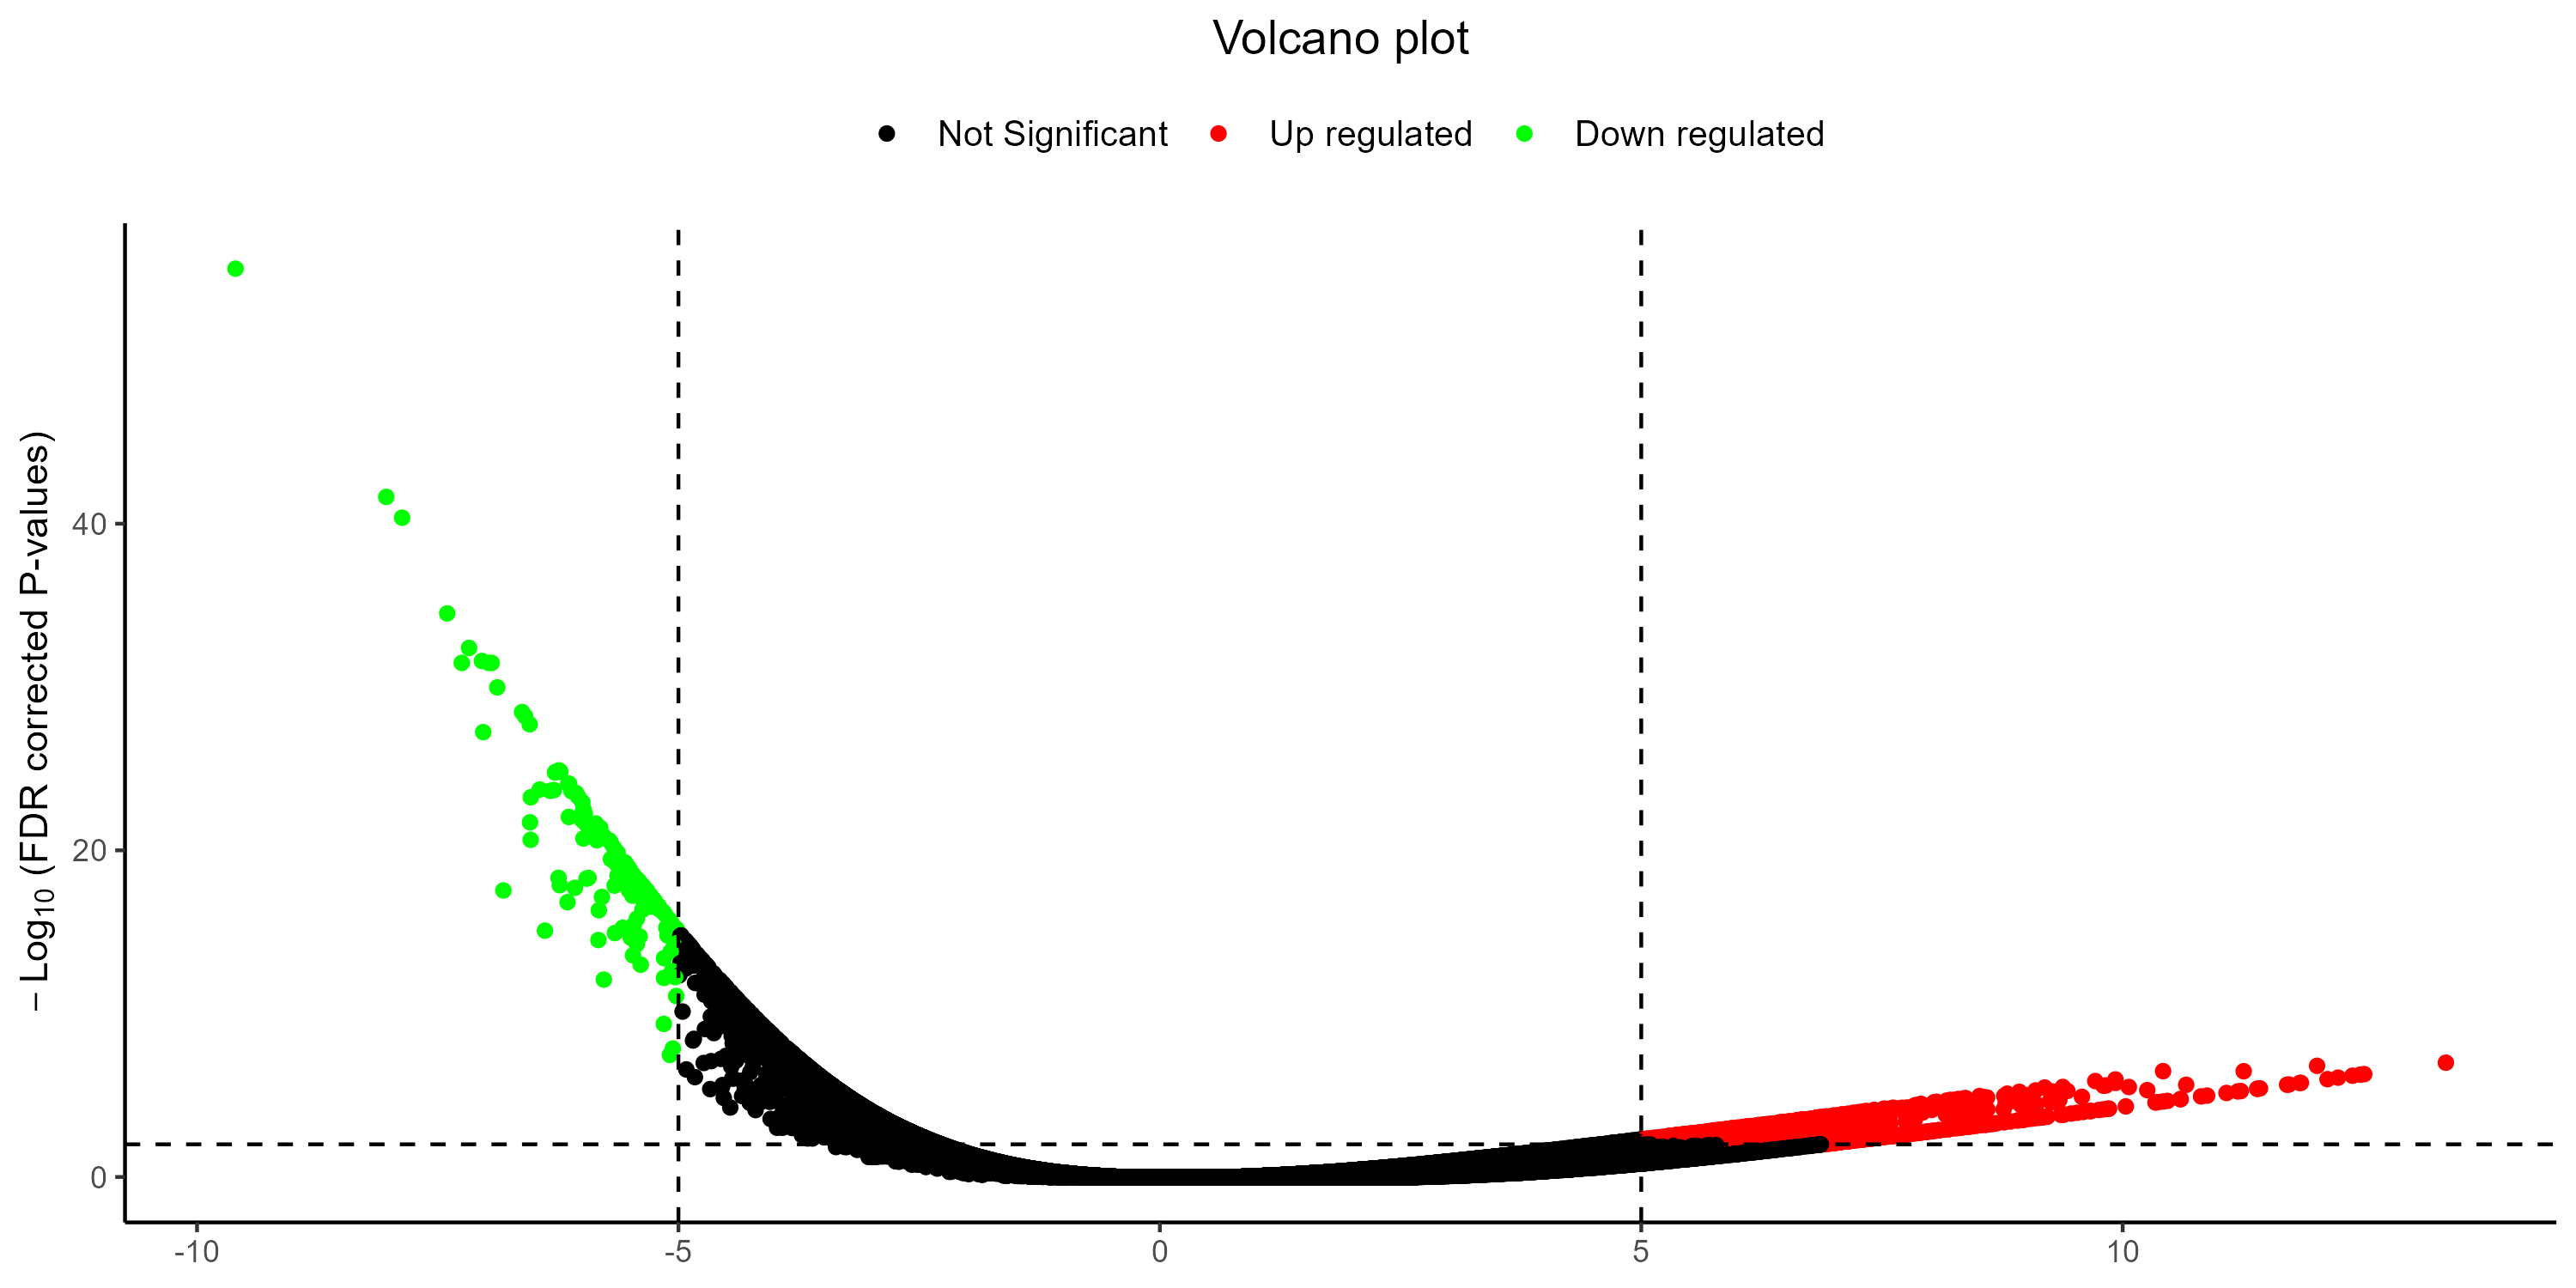 Volcano plot
Not Significant Up regulated Down regulated
− Log10 (FDR corrected P-values)
40
20
0
-10 -5 0 5 10